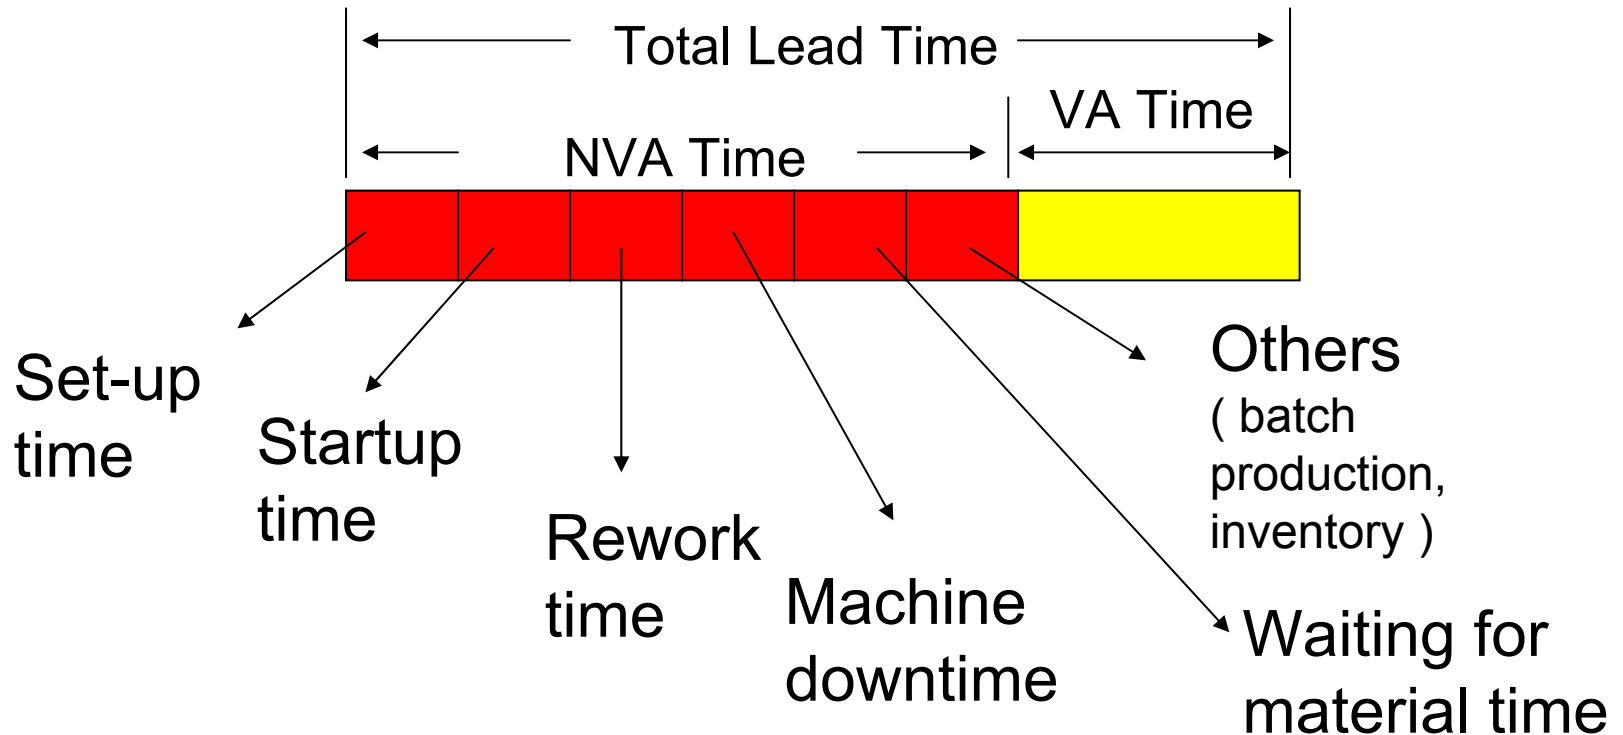 Total Lead Time
VA Time
NVA Time
Set-up
time
Startup
time
Rework
time
Machine
downtime
Waiting for
material time
Others
( batch
production,
inventory )